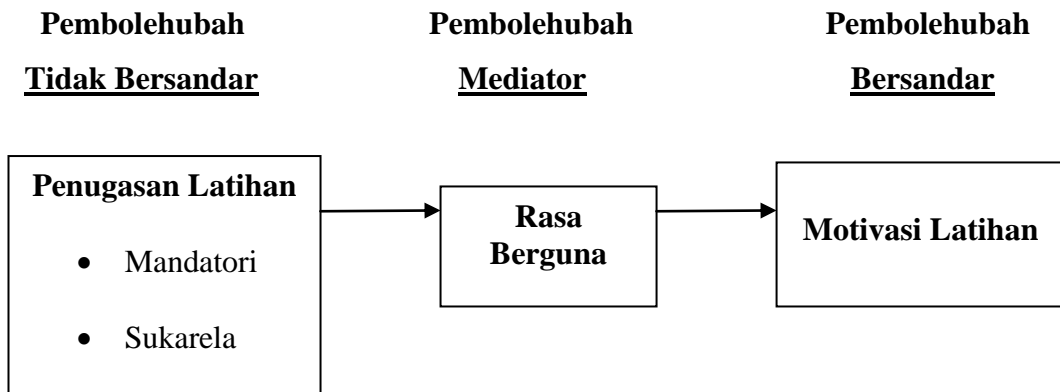 Pembolehubah
Tidak Bersandar
Pembolehubah
Mediator
Pembolehubah
Bersandar
Penugasan Latihan
• Mandatori
• Sukarela
Rasa
Berguna
Motivasi Latihan